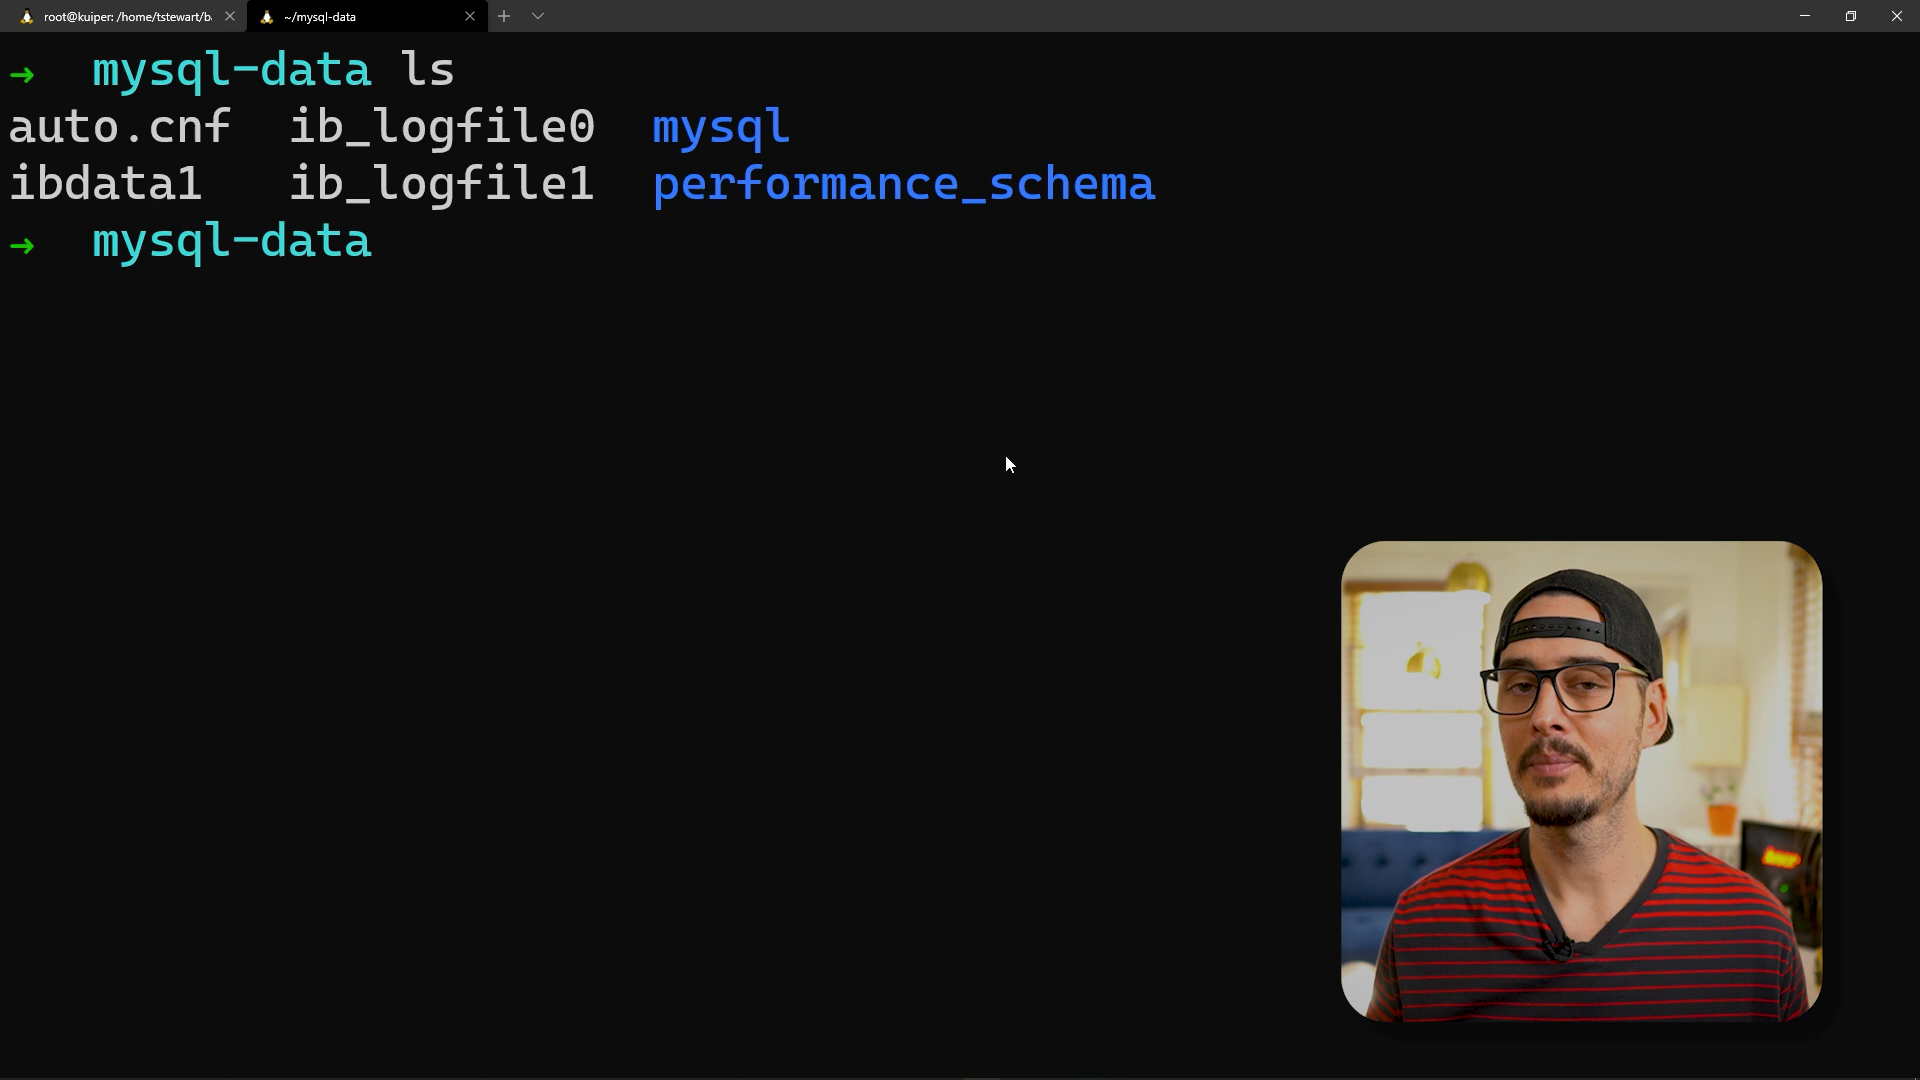 root@kuiper: /home/tstewart/b
~/mysql-data
→ mysql-data ls
auto.cnf ib_logfile0 mysql
ibdata1 ib_logfile1 performance_schema
→ mysql-data